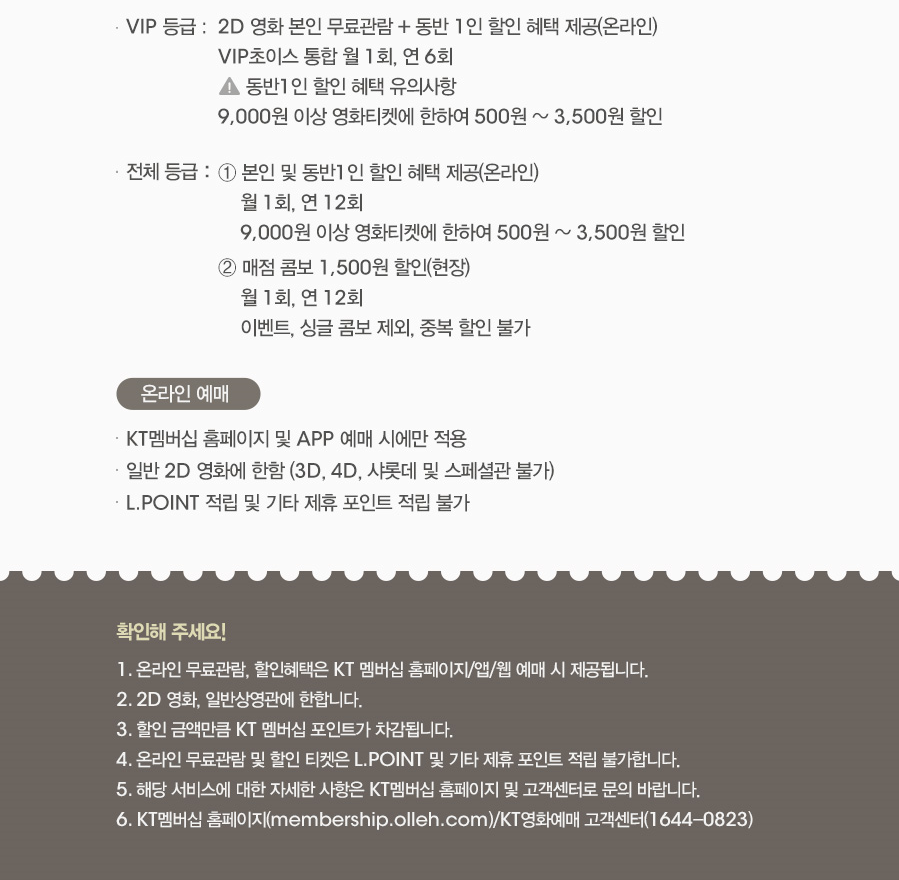 · VIP 등급 : 2D 영화 본인 무료관람 + 동반 1인 할인 혜택 제공(온라인)
VIP초이스 통합 월 1회, 연 6회
동반1인 할인 혜택 유의사항
9,000원 이상 영화티켓에 한하여 500원 ~ 3,500원 할인
· 전체 등급 : ① 본인 및 동반1인 할인 혜택 제공(온라인)
월 1회, 연 12회
9,000원 이상 영화티켓에 한하여 500원 ~ 3,500원 할인
② 매점 콤보 1,500원 할인(현장)
월 1회, 연 12회
이벤트, 싱글 콤보 제외, 중복 할인 불가
온라인 예매
· KT멤버십 홈페이지 및 APP 예매 시에만 적용
· 일반 2D 영화에 한함 (3D, 4D, 샤롯데 및 스페셜관 불가)
· L.POINT 적립 및 기타 제휴 포인트 적립 불가
확인해 주세요!
1. 온라인 무료관람, 할인혜택은 KT 멤버십 홈페이지/앱/웹 예매 시 제공됩니다.
2. 2D 영화, 일반상영관에 한합니다.
3. 할인 금액만큼 KT 멤버십 포인트가 차감됩니다.
4. 온라인 무료관람 및 할인 티켓은 L.POINT 및 기타 제휴 포인트 적립 불가합니다.
5. 해당 서비스에 대한 자세한 사항은 KT멤버십 홈페이지 및 고객센터로 문의 바랍니다.
6. KT멤버십 홈페이지(membership.olleh.com)/KT영화예매 고객센터(1644-0823)